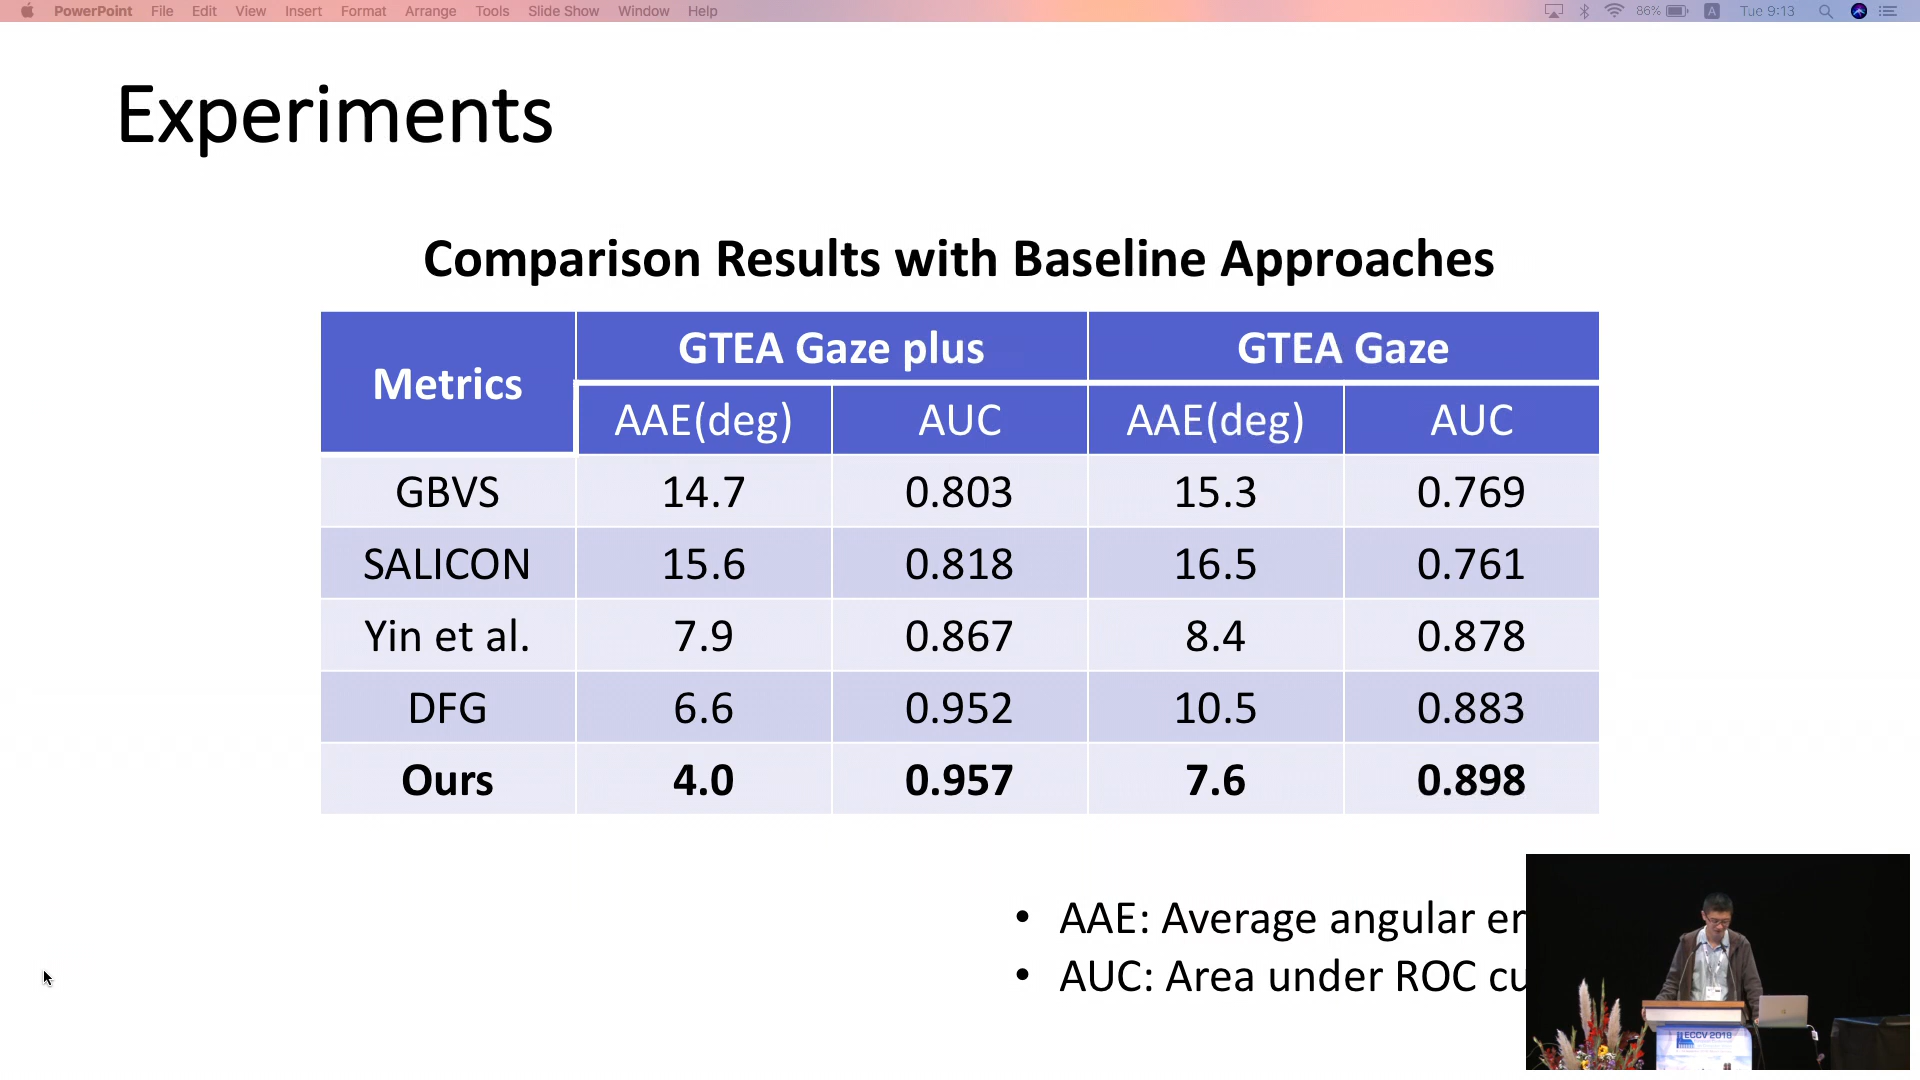 PowerPoint File Edit View Insert Format Arrange Tools Slide Show Window Help 86% A Tue 9:13
Experiments
Comparison Results with Baseline Approaches
Metrics GTEA Gaze plus GTEA Gaze
AAE(deg) AUC AAE(deg) AUC
GBVS 14.7 0.803 15.3 0.769
SALICON 15.6 0.818 16.5 0.761
Yin et al. 7.9 0.867 8.4 0.878
DFG 6.6 0.952 10.5 0.883
Ours 4.0 0.957 7.6 0.898
• AAE: Average angular er
• AUC: Area under ROC cu
ECCV 2018